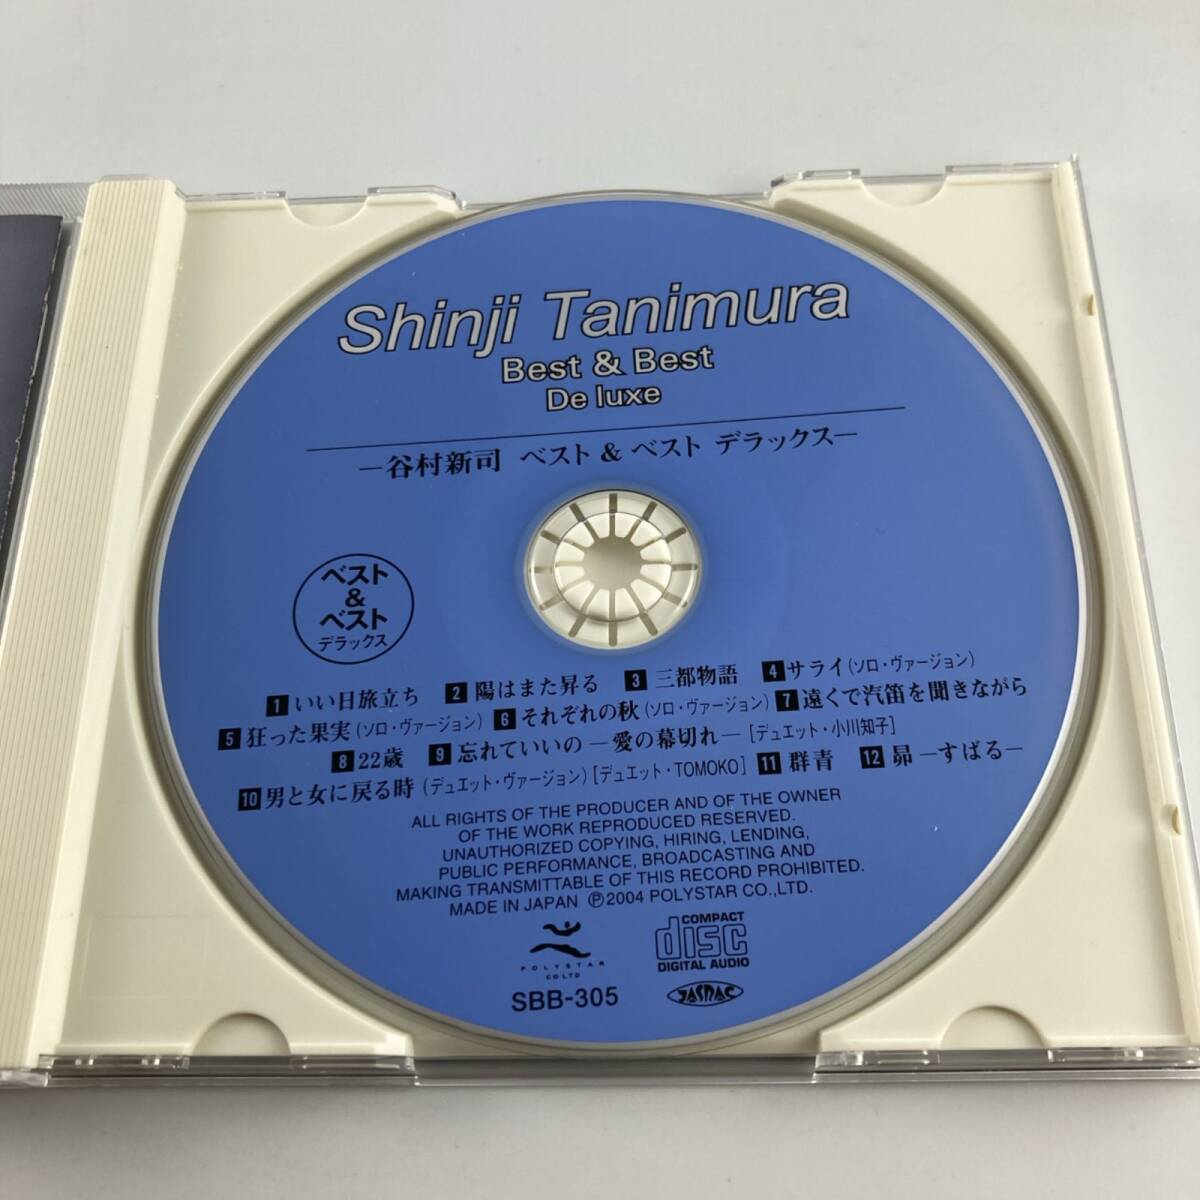 Shinji Tanimura
Best & Best
De luxe
―谷村新司 ベスト & ベスト デラックス―
ベスト
&
ベスト
デラックス
1 いい日旅立ち 2 陽はまた昇る 3 三都物語 4 サライ(ソロ・ヴァージョン)
5 狂った果実(ソロ・ヴァージョン) 6 それぞれの秋(ソロ・ヴァージョン) 7 遠くで汽笛を聞きながら
8 22歳 9 忘れていいの ―愛の幕切れ― [デュエット・小川知子]
10 男と女に戻る時(デュエット・ヴァージョン)[デュエット・TOMOKO] 11 群青 12 昴 ―すばる―
ALL RIGHTS OF THE PRODUCER AND OF THE OWNER
OF THE WORK REPRODUCED RESERVED.
UNAUTHORIZED COPYING, HIRING, LENDING,
PUBLIC PERFORMANCE, BROADCASTING AND
MAKING TRANSMITTABLE OF THIS RECORD PROHIBITED.
MADE IN JAPAN Ⓟ2004 POLYSTAR CO.,LTD.
POLYSTAR
CO.LTD
COMPACT
disc
DIGITAL AUDIO
SBB-305
JASRAC